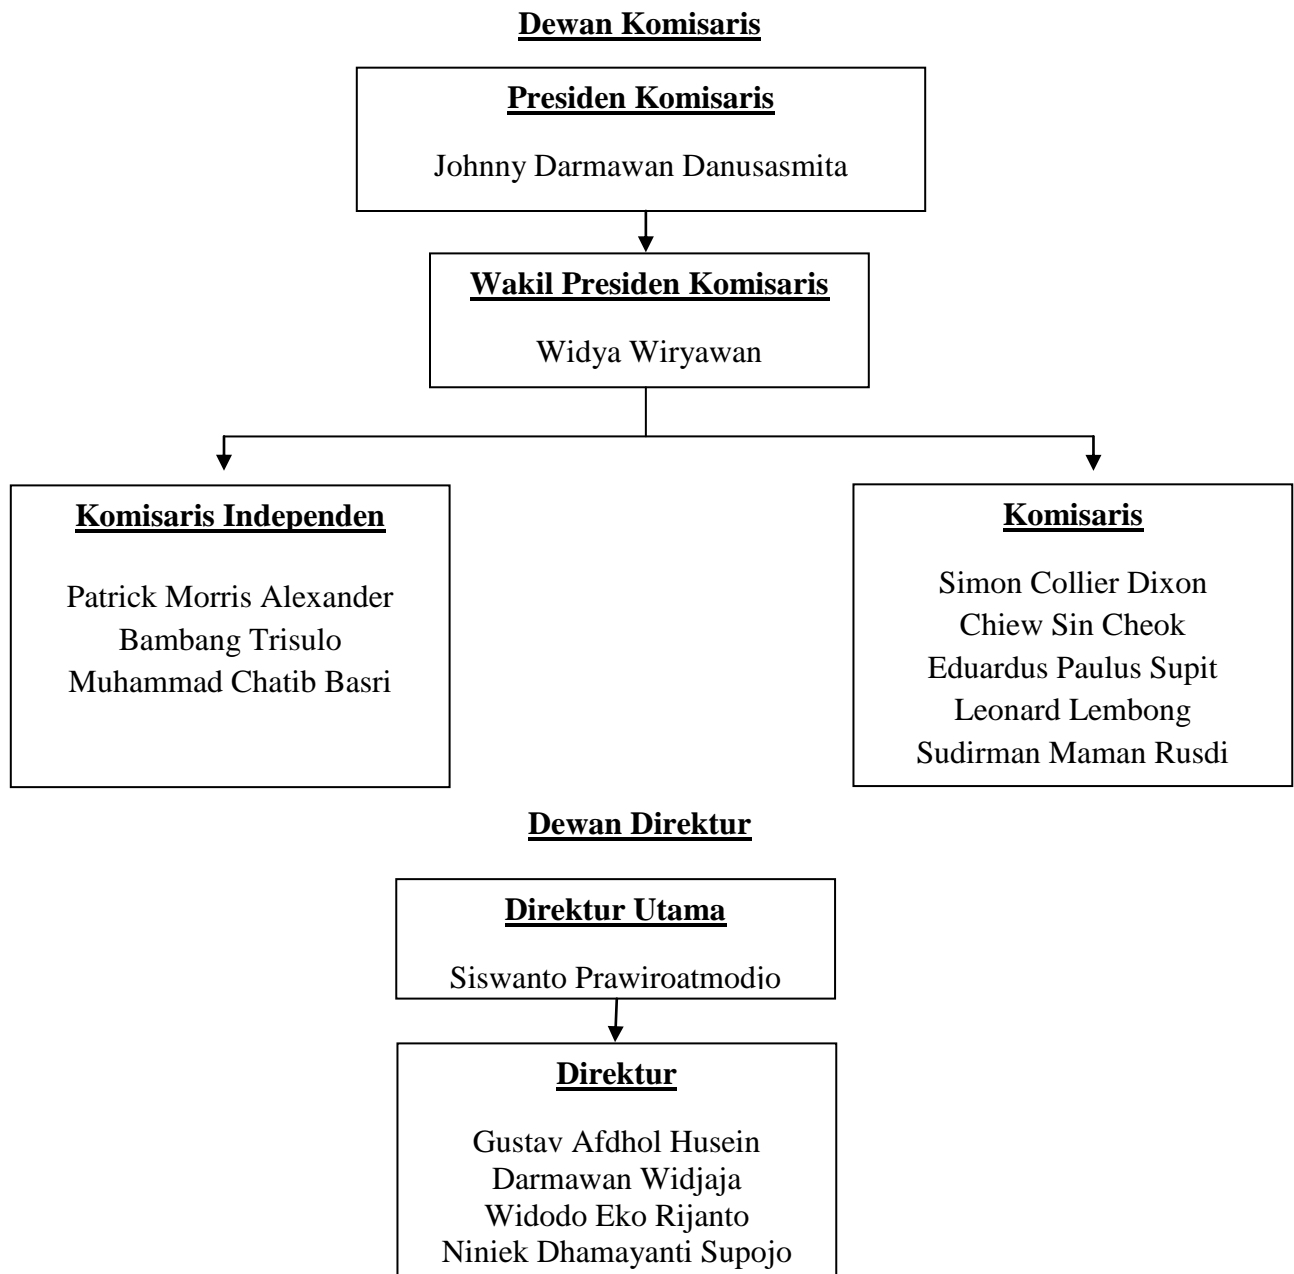 Dewan Komisaris
Presiden Komisaris
Johnny Darmawan Danusasmita
Wakil Presiden Komisaris
Widya Wiryawan
Komisaris Independen
Patrick Morris Alexander
Bambang Trisulo
Muhammad Chatib Basri
Komisaris
Simon Collier Dixon
Chiew Sin Cheok
Eduardus Paulus Supit
Leonard Lembong
Sudirman Maman Rusdi
Dewan Direktur
Direktur Utama
Siswanto Prawiroatmodjo
Direktur
Gustav Afdhol Husein
Darmawan Widjaja
Widodo Eko Rijanto
Niniek Dhamayanti Supojo